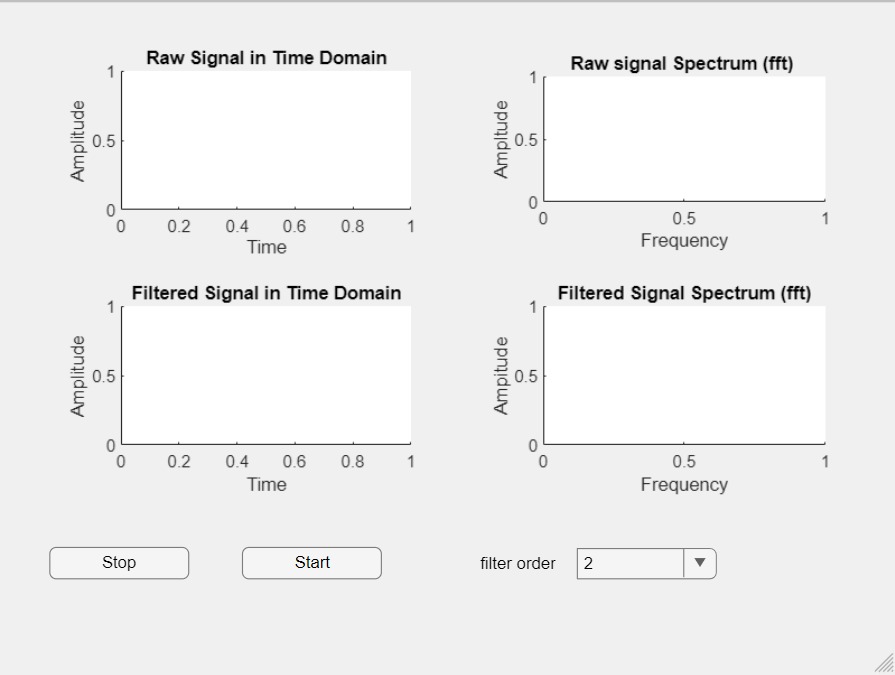 Raw Signal in Time Domain
1
0.5
0
Amplitude
0 0.2 0.4 0.6 0.8 1
Time
Raw signal Spectrum (fft)
1
0.5
0
Ampltude
0 0.5 1
Frequency
Filtered Signal in Time Domain
1
0.5
0
Amplitude
0 0.2 0.4 0.6 0.8 1
Time
Filtered Signal Spectrum (fft)
1
0.5
0
Ampitude
0 0.5 1
Frequency
Stop
Start
filter order
2